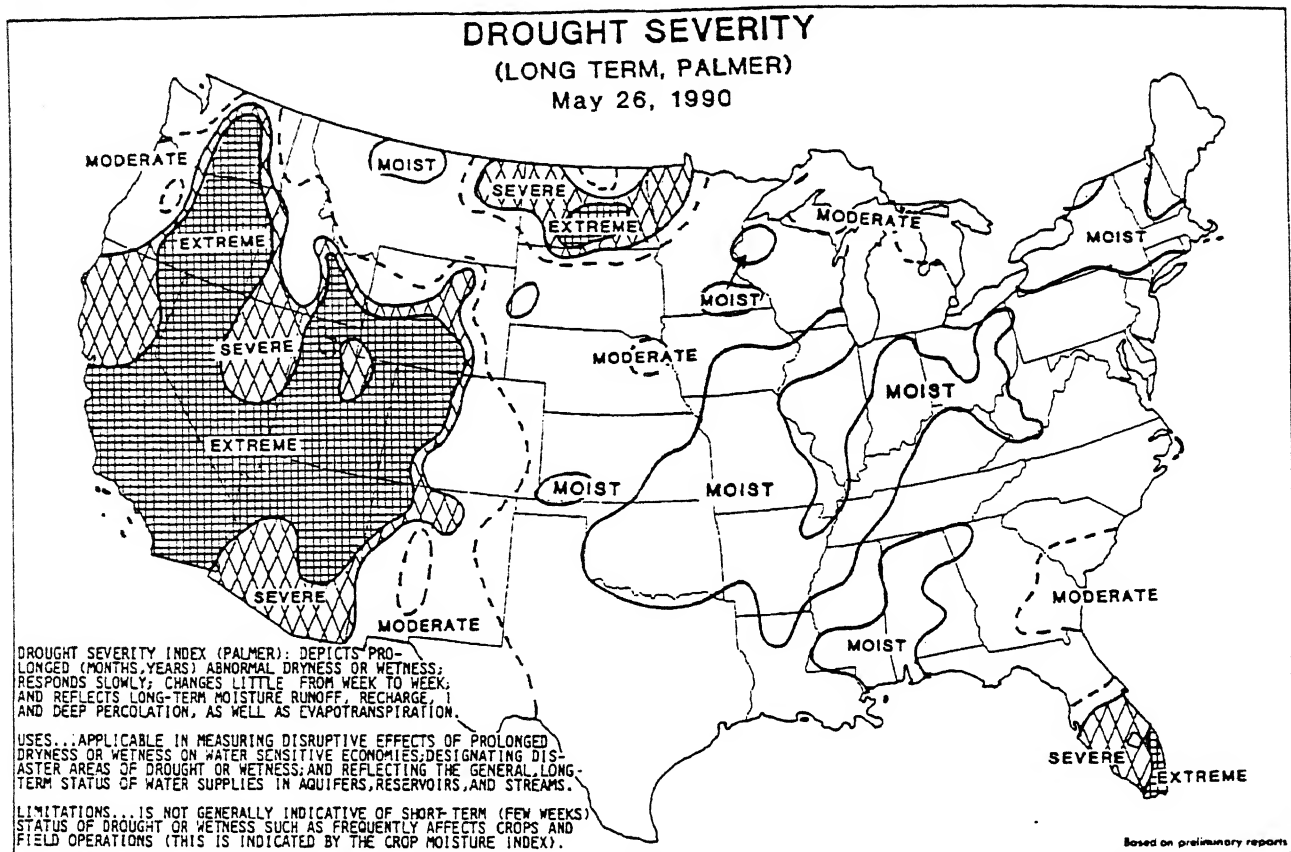 DROUGHT SEVERITY
(LONG TERM, PALMER)
May 26, 1990
MODERATE
MOIST
SEVERE
EXTREME
MODERATE
MOIST
EXTREME
MOIST
SEVERE
MODERATE
MOIST
EXTREME
MOIST
MOIST
SEVERE
MODERATE
MODERATE
MOIST
SEVERE
EXTREME
DROUGHT SEVERITY INDEX (PALMER): DEPICTS PRO-
LONGED (MONTHS,YEARS) ABNORMAL DRYNESS OR WETNESS;
RESPONDS SLOWLY; CHANGES LITTLE FROM WEEK TO WEEK;
AND REFLECTS LONG-TERM MOISTURE RUNOFF, RECHARGE,
AND DEEP PERCOLATION, AS WELL AS EVAPOTRANSPIRATION.
USES...:APPLICABLE IN MEASURING DISRUPTIVE EFFECTS OF PROLONGED
DRYNESS OR WETNESS ON WATER SENSITIVE ECONOMIES;DESIGNATING DIS-
ASTER AREAS OF DROUGHT OR WETNESS;AND REFLECTING THE GENERAL,LONG-
TERM STATUS OF WATER SUPPLIES IN AQUIFERS,RESERVOIRS,AND STREAMS.
LIMITATIONS...IS NOT GENERALLY INDICATIVE OF SHORT-TERM (FEW WEEKS)
STATUS OF DROUGHT OR WETNESS SUCH AS FREQUENTLY AFFECTS CROPS AND
FIELD OPERATIONS (THIS IS INDICATED BY THE CROP MOISTURE INDEX).
Based on preliminary reports